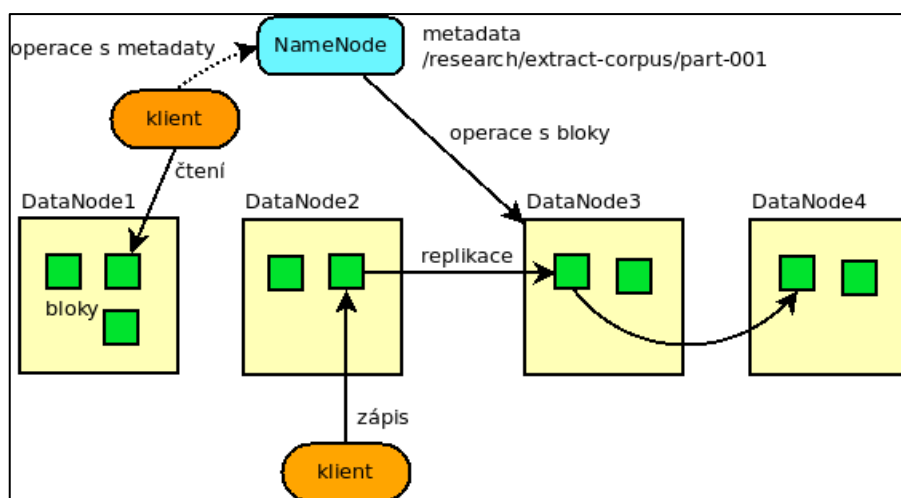 operace s metadaty
NameNode
metadata
/research/extract-corpus/part-001
klient
operace s bloky
čtení
DataNode1
DataNode2
DataNode3
DataNode4
replikace
bloky
zápis
klient